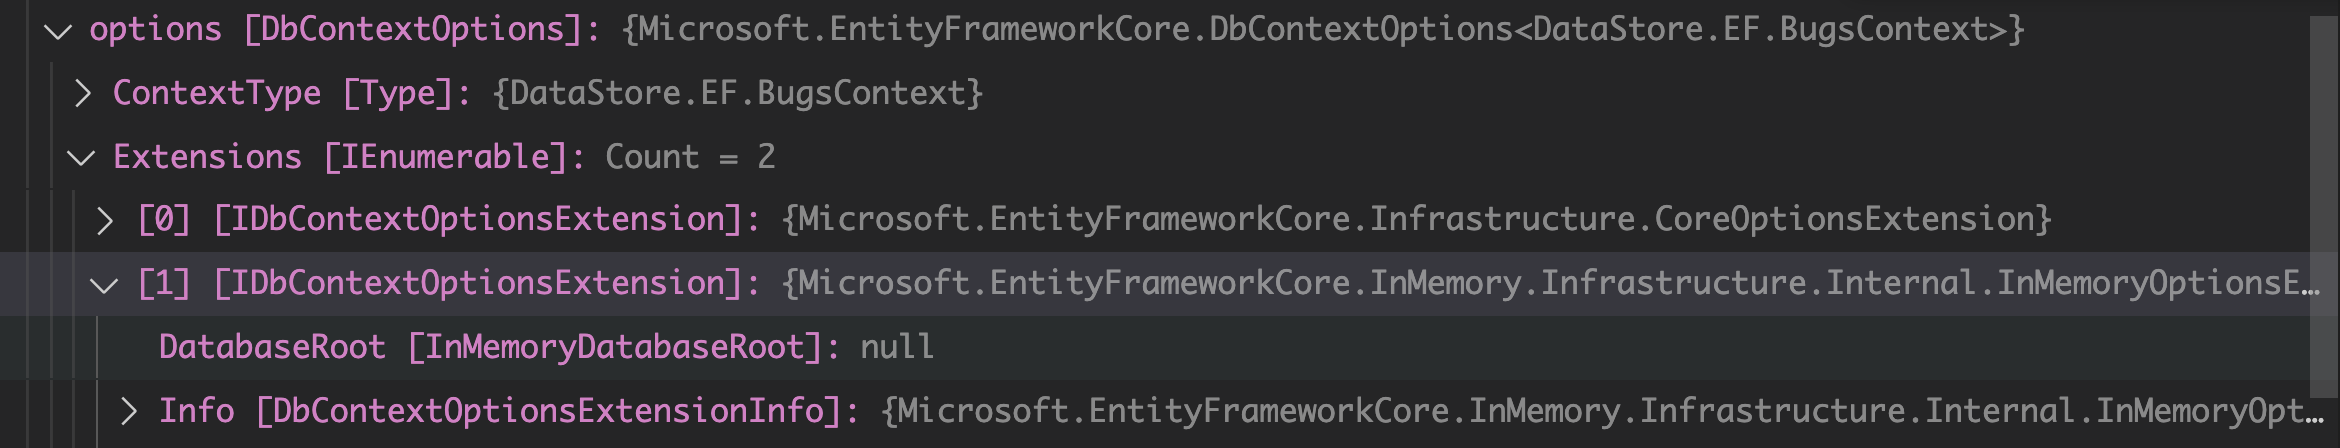 options [DbContextOptions]: {Microsoft.EntityFrameworkCore.DbContextOptions<DataStore.EF.BugsContext>}
ContextType [Type]: {DataStore.EF.BugsContext}
Extensions [IEnumerable]: Count = 2
[0] [IDbContextOptionsExtension]: {Microsoft.EntityFrameworkCore.Infrastructure.CoreOptionsExtension}
[1] [IDbContextOptionsExtension]: {Microsoft.EntityFrameworkCore.InMemory.Infrastructure.Internal.InMemoryOptionsE…
DatabaseRoot [InMemoryDatabaseRoot]: null
Info [DbContextOptionsExtensionInfo]: {Microsoft.EntityFrameworkCore.InMemory.Infrastructure.Internal.InMemoryOpt…